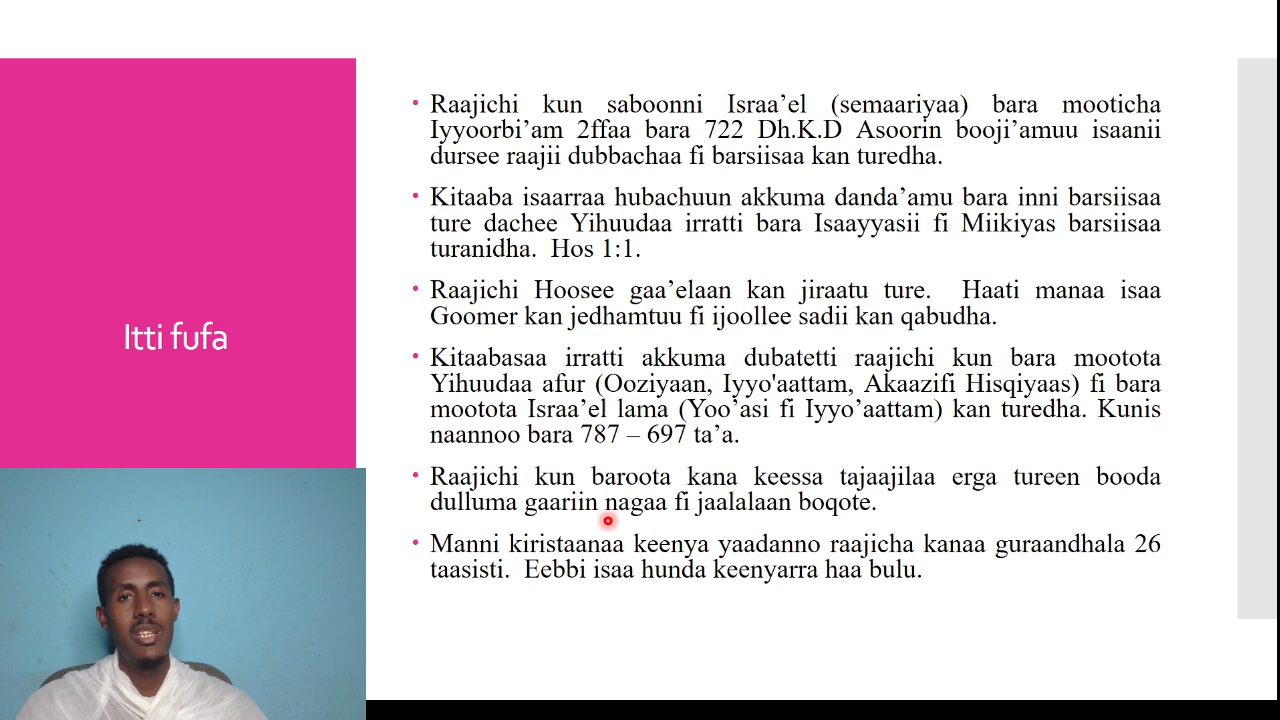 Itti fufa
• Raajichi kun saboonni Israa’el (semaariyaa) bara mooticha
Iyyoorbi’am 2ffaa bara 722 Dh.K.D Asoorin booji’amuu isaanii
dursee raajii dubbachaa fi barsiisaa kan turedha.
• Kitaaba isaarraa hubachuun akkuma danda’amu bara inni barsiisaa
ture dachee Yihuudaa irratti bara Isaayyasii fi Miikiyas barsiisaa
turanidha. Hos 1:1.
• Raajichi Hoosee gaa’elaan kan jiraatu ture. Haati manaa isaa
Goomer kan jedhamtuu fi ijoollee sadii kan qabudha.
• Kitaabasaa irratti akkuma dubatetti raajichi kun bara mootota
Yihuudaa afur (Ooziyaan, Iyyo'aattam, Akaazifi Hisqiyaas) fi bara
mootota Israa’el lama (Yoo’asi fi Iyyo’aattam) kan turedha. Kunis
naannoo bara 787 – 697 ta’a.
• Raajichi kun baroota kana keessa tajaajilaa erga tureen booda
dulluma gaariin nagaa fi jaalalaan boqote.
• Manni kiristaanaa keenya yaadanno raajicha kanaa guraandhala 26
taasisti. Eebbi isaa hunda keenyarra haa bulu.